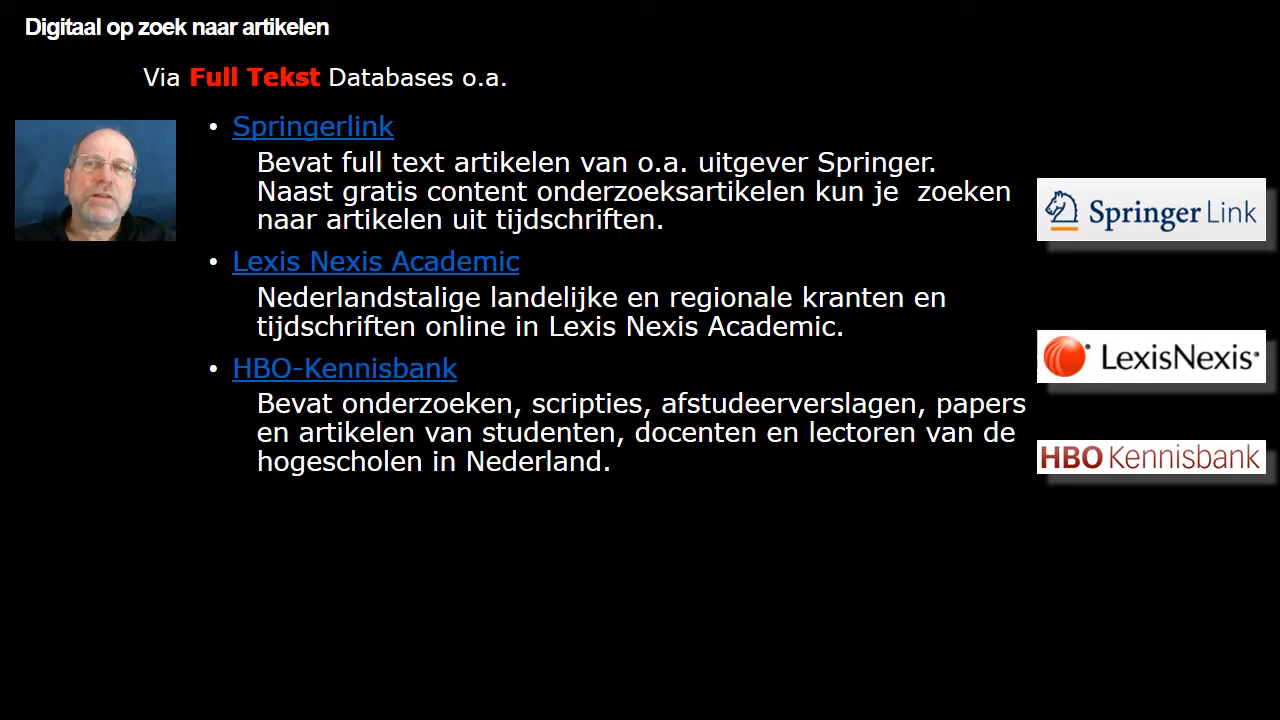 Digitaal op zoek naar artikelen
Via Full Tekst Databases o.a.
• Springerlink
Bevat full text artikelen van o.a. uitgever Springer.
Naast gratis content onderzoeksartikelen kun je zoeken
naar artikelen uit tijdschriften.
Springer Link
• Lexis Nexis Academic
Nederlandstalige landelijke en regionale kranten en
tijdschriften online in Lexis Nexis Academic.
LexisNexis
• HBO-Kennisbank
Bevat onderzoeken, scripties, afstudeerverslagen, papers
en artikelen van studenten, docenten en lectoren van de
hogescholen in Nederland.
HBO Kennisbank